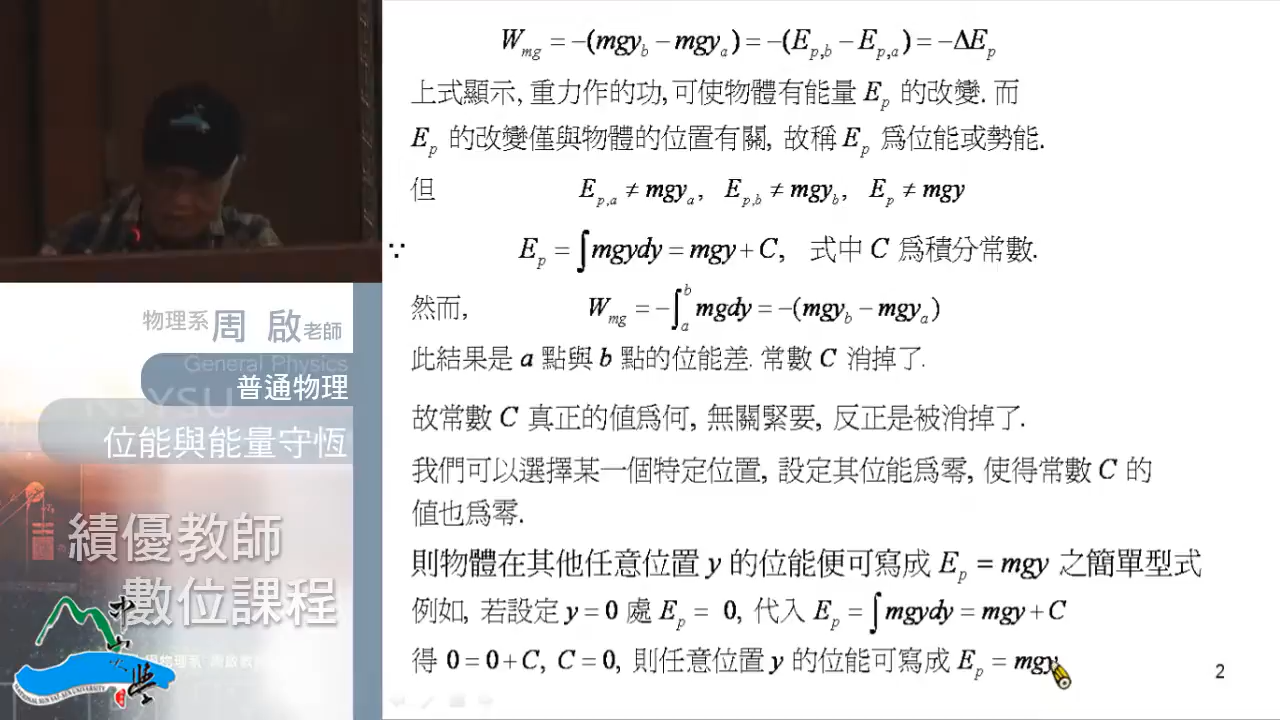 W_mg = −(mgy_b − mgy_a) = −(E_p,b − E_p,a) = −ΔE_p
上式顯示, 重力作的功, 可使物體有能量 E_p 的改變. 而
E_p 的改變僅與物體的位置有關, 故稱 E_p 爲位能或勢能.
但 E_p,a ≠ mgy_a, E_p,b ≠ mgy_b, E_p ≠ mgy
∵ E_p = ∫mgydy = mgy + C, 式中 C 爲積分常數.
然而, W_mg = −∫_a^b mgdy = −(mgy_b − mgy_a)
此結果是 a 點與 b 點的位能差. 常數 C 消掉了.
故常數 C 真正的值爲何, 無關緊要, 反正是被消掉了.
我們可以選擇某一個特定位置, 設定其位能爲零, 使得常數 C 的
值也爲零.
則物體在其他任意位置 y 的位能便可寫成 E_p = mgy 之簡單型式
例如, 若設定 y = 0 處 E_p = 0, 代入 E_p = ∫mgydy = mgy + C
得 0 = 0 + C, C = 0, 則任意位置 y 的位能可寫成 E_p = mgy
2
物理系 周 啟 老師
General Physics
普通物理
NSYSU
位能與能量守恆
績優教師
數位課程
中山大學
NATIONAL SUN YAT-SEN UNIVERSITY